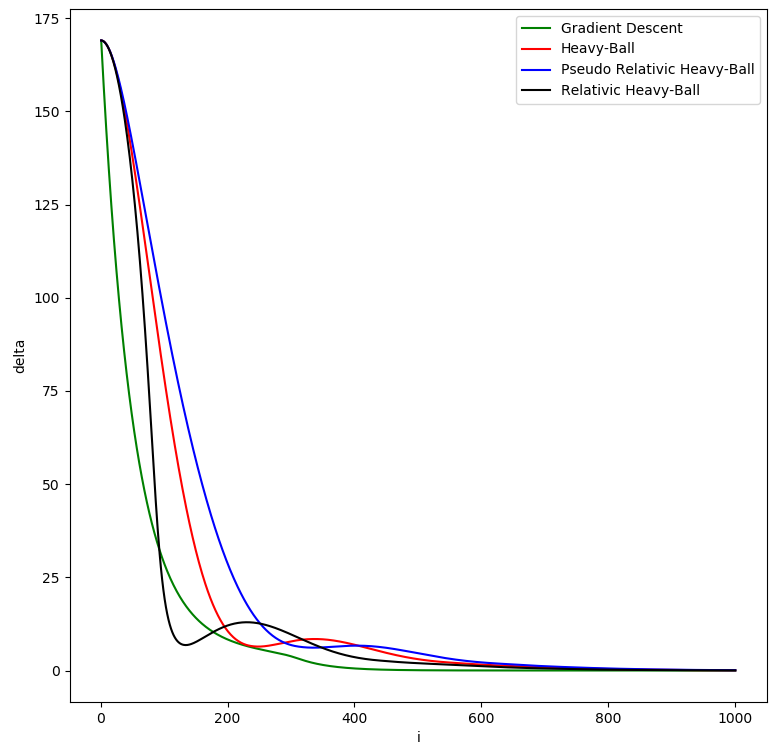 175
150
125
100
75
50
25
0
delta
0
200
400
600
800
1000
i
Gradient Descent
Heavy-Ball
Pseudo Relativic Heavy-Ball
Relativic Heavy-Ball